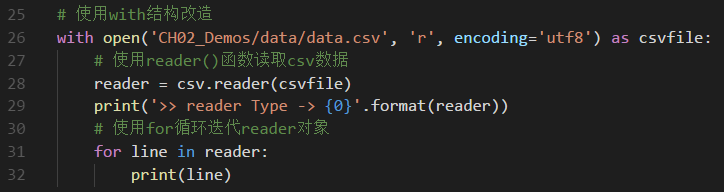 25 # 使用with结构改造
26 with open('CH02_Demos/data/data.csv', 'r', encoding='utf8') as csvfile:
27     # 使用reader()函数读取csv数据
28     reader = csv.reader(csvfile)
29     print('>> reader Type -> {0}'.format(reader))
30     # 使用for循环迭代reader对象
31     for line in reader:
32         print(line)